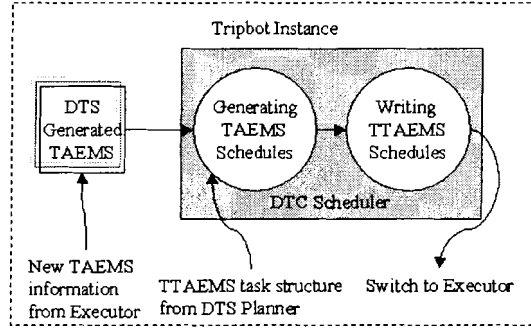 Tripbot Instance
DTS
Generated
TAEMS
Generating
TAEMS
Schedules
Writing
TTAEMS
Schedules
DTC Scheduler
New TAEMS
information
from Executor
TTAEMS task structure
from DTS Planner
Switch to Executor